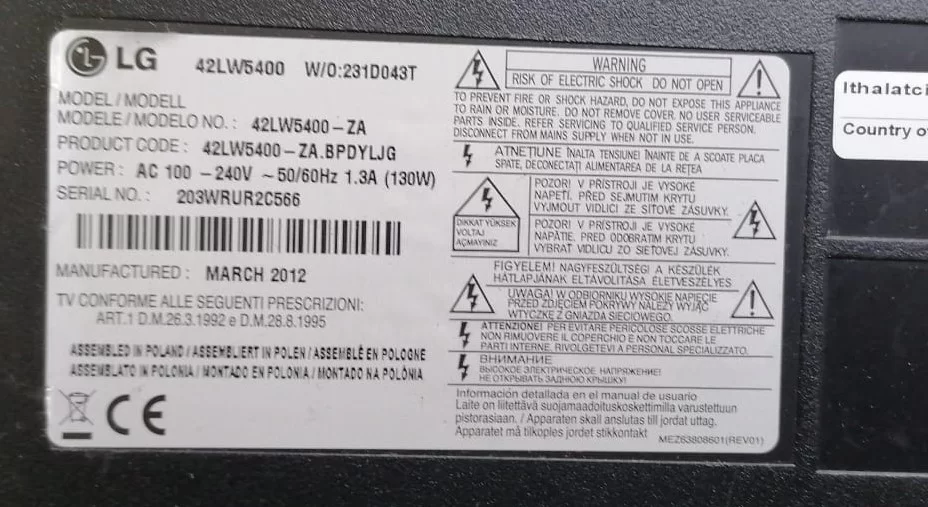 LG 42LW5400 W/O:231D043T
MODEL/MODELL
MODELE/MODELO NO.: 42LW5400-ZA
PRODUCT CODE: 42LW5400-ZA.BPDYLJG
POWER: AC 100 -240V ~50/60Hz 1.3A (130W)
SERIAL NO.: 203WRUR2C566
MANUFACTURED: MARCH 2012
TV CONFORME ALLE SEGUENTI PRESCRIZIONI:
ART.1 D.M.26.3.1992 e D.M.28.8.1995
ASSEMBLED IN POLAND/ASSEMBLIERT IN POLEN/ASSEMBLÉ EN POLOGNE
ASSEMBLATO IN POLONIA/MONTADO EN POLONIA/MONTADO NA POLÓNIA
CE
WARNING
RISK OF ELECTRIC SHOCK DO NOT OPEN
TO PREVENT FIRE OR SHOCK HAZARD, DO NOT EXPOSE THIS APPLIANCE
TO RAIN OR MOISTURE. DO NOT REMOVE COVER. NO USER SERVICEABLE
PARTS INSIDE. REFER SERVICING TO QUALIFIED SERVICE PERSON.
DISCONNECT FROM MAINS SUPPLY WHEN NOT IN USE.
ATNEȚIUNE ÎNALTA TENSIUNE! ÎNAINTE DE A SCOATE PLACA
SPATE, DECONECTAȚI ALIMENTAREA DE LA REȚEA
DIKKAT YÜKSEK
VOLTAJ
AÇMAYINIZ
POZOR! V PRÍSTROJI JE VYSOKÉ
NAPETÍ. PŘED SEJMUTIM KRYTU
VYJMOUT VIDLICI ZE SÍŤOVÉ ZÁSUVKY.
POZOR! V PRÍSTROJI JE VYSOKÉ
NAPÄTIE. PRED ODOBRATIM KRYTU
VYBRAT VIDLICU ZO SIEŤOVEJ ZÁSUVKY.
FIGYELEM! NAGYFESZÜLTSÉG! A KÉSZÜLÉK
HÁTLAPJÁNAK ELTÁVOLÍTÁSA ÉLETVESZÉLYES
UWAGA! W ODBIORNIKU WYSOKIE NAPIĘCIE
PRZED ZDJĘCIEM POKRYWY NALEŻY WYJĄĆ
WTYCZKĘ Z GNIAZDA SIECIOWEGO.
ATTENZIONE! PER EVITARE PERICOLOSE SCOSSE ELETTRICHE
NON RIMUOVERE IL COPERCHIO E NON TOCCARE LE
PARTI INTERNE. RIVOLGETEVI A PERSONAL SPECIALIZZATO.
ВНИМАНИЕ
ВЫСОКОЕ ЭЛЕКТРИЧЕСКОЕ НАПРЯЖЕНИЕ!
НЕ ОТКРЫВАТЬ ЗАДНЮЮ КРЫШКУ!
Información detallada en el manual de usuario
Laite on liitettävä suojamaadoituskoskettimilla varustettuun
pistorasiaan. / Apparaten skall anslutas till jordat uttag.
Apparatet må tilkoples jordet stikkontakt MEZ63808601(REV01)
Ithalatci
Country o